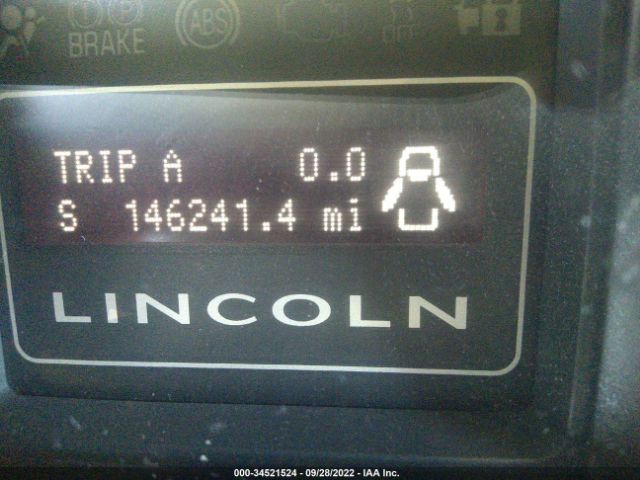 BRAKE ABS
TRIP A 0.0
S 146241.4 mi
LINCOLN
000-34521524 - 09/28/2022 - IAA Inc.